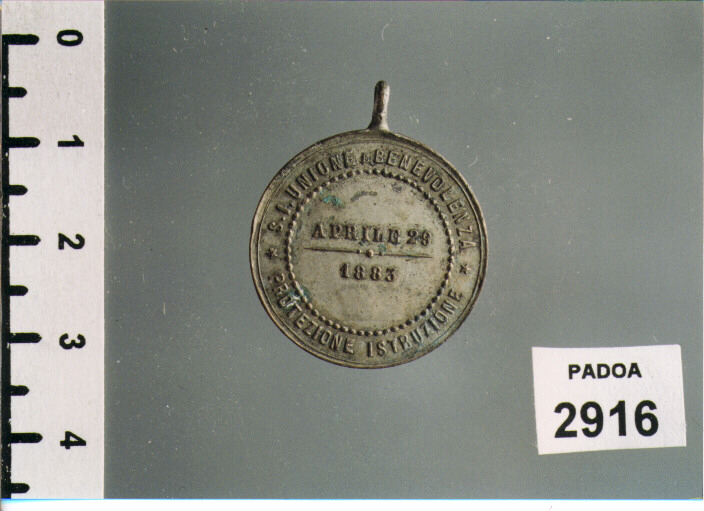 0
1
2
3
4
S. I. UNIONE E BENEVOLENZA
APRILE 29
1883
* PROTEZIONE ISTRUZIONE *
PADOA
2916